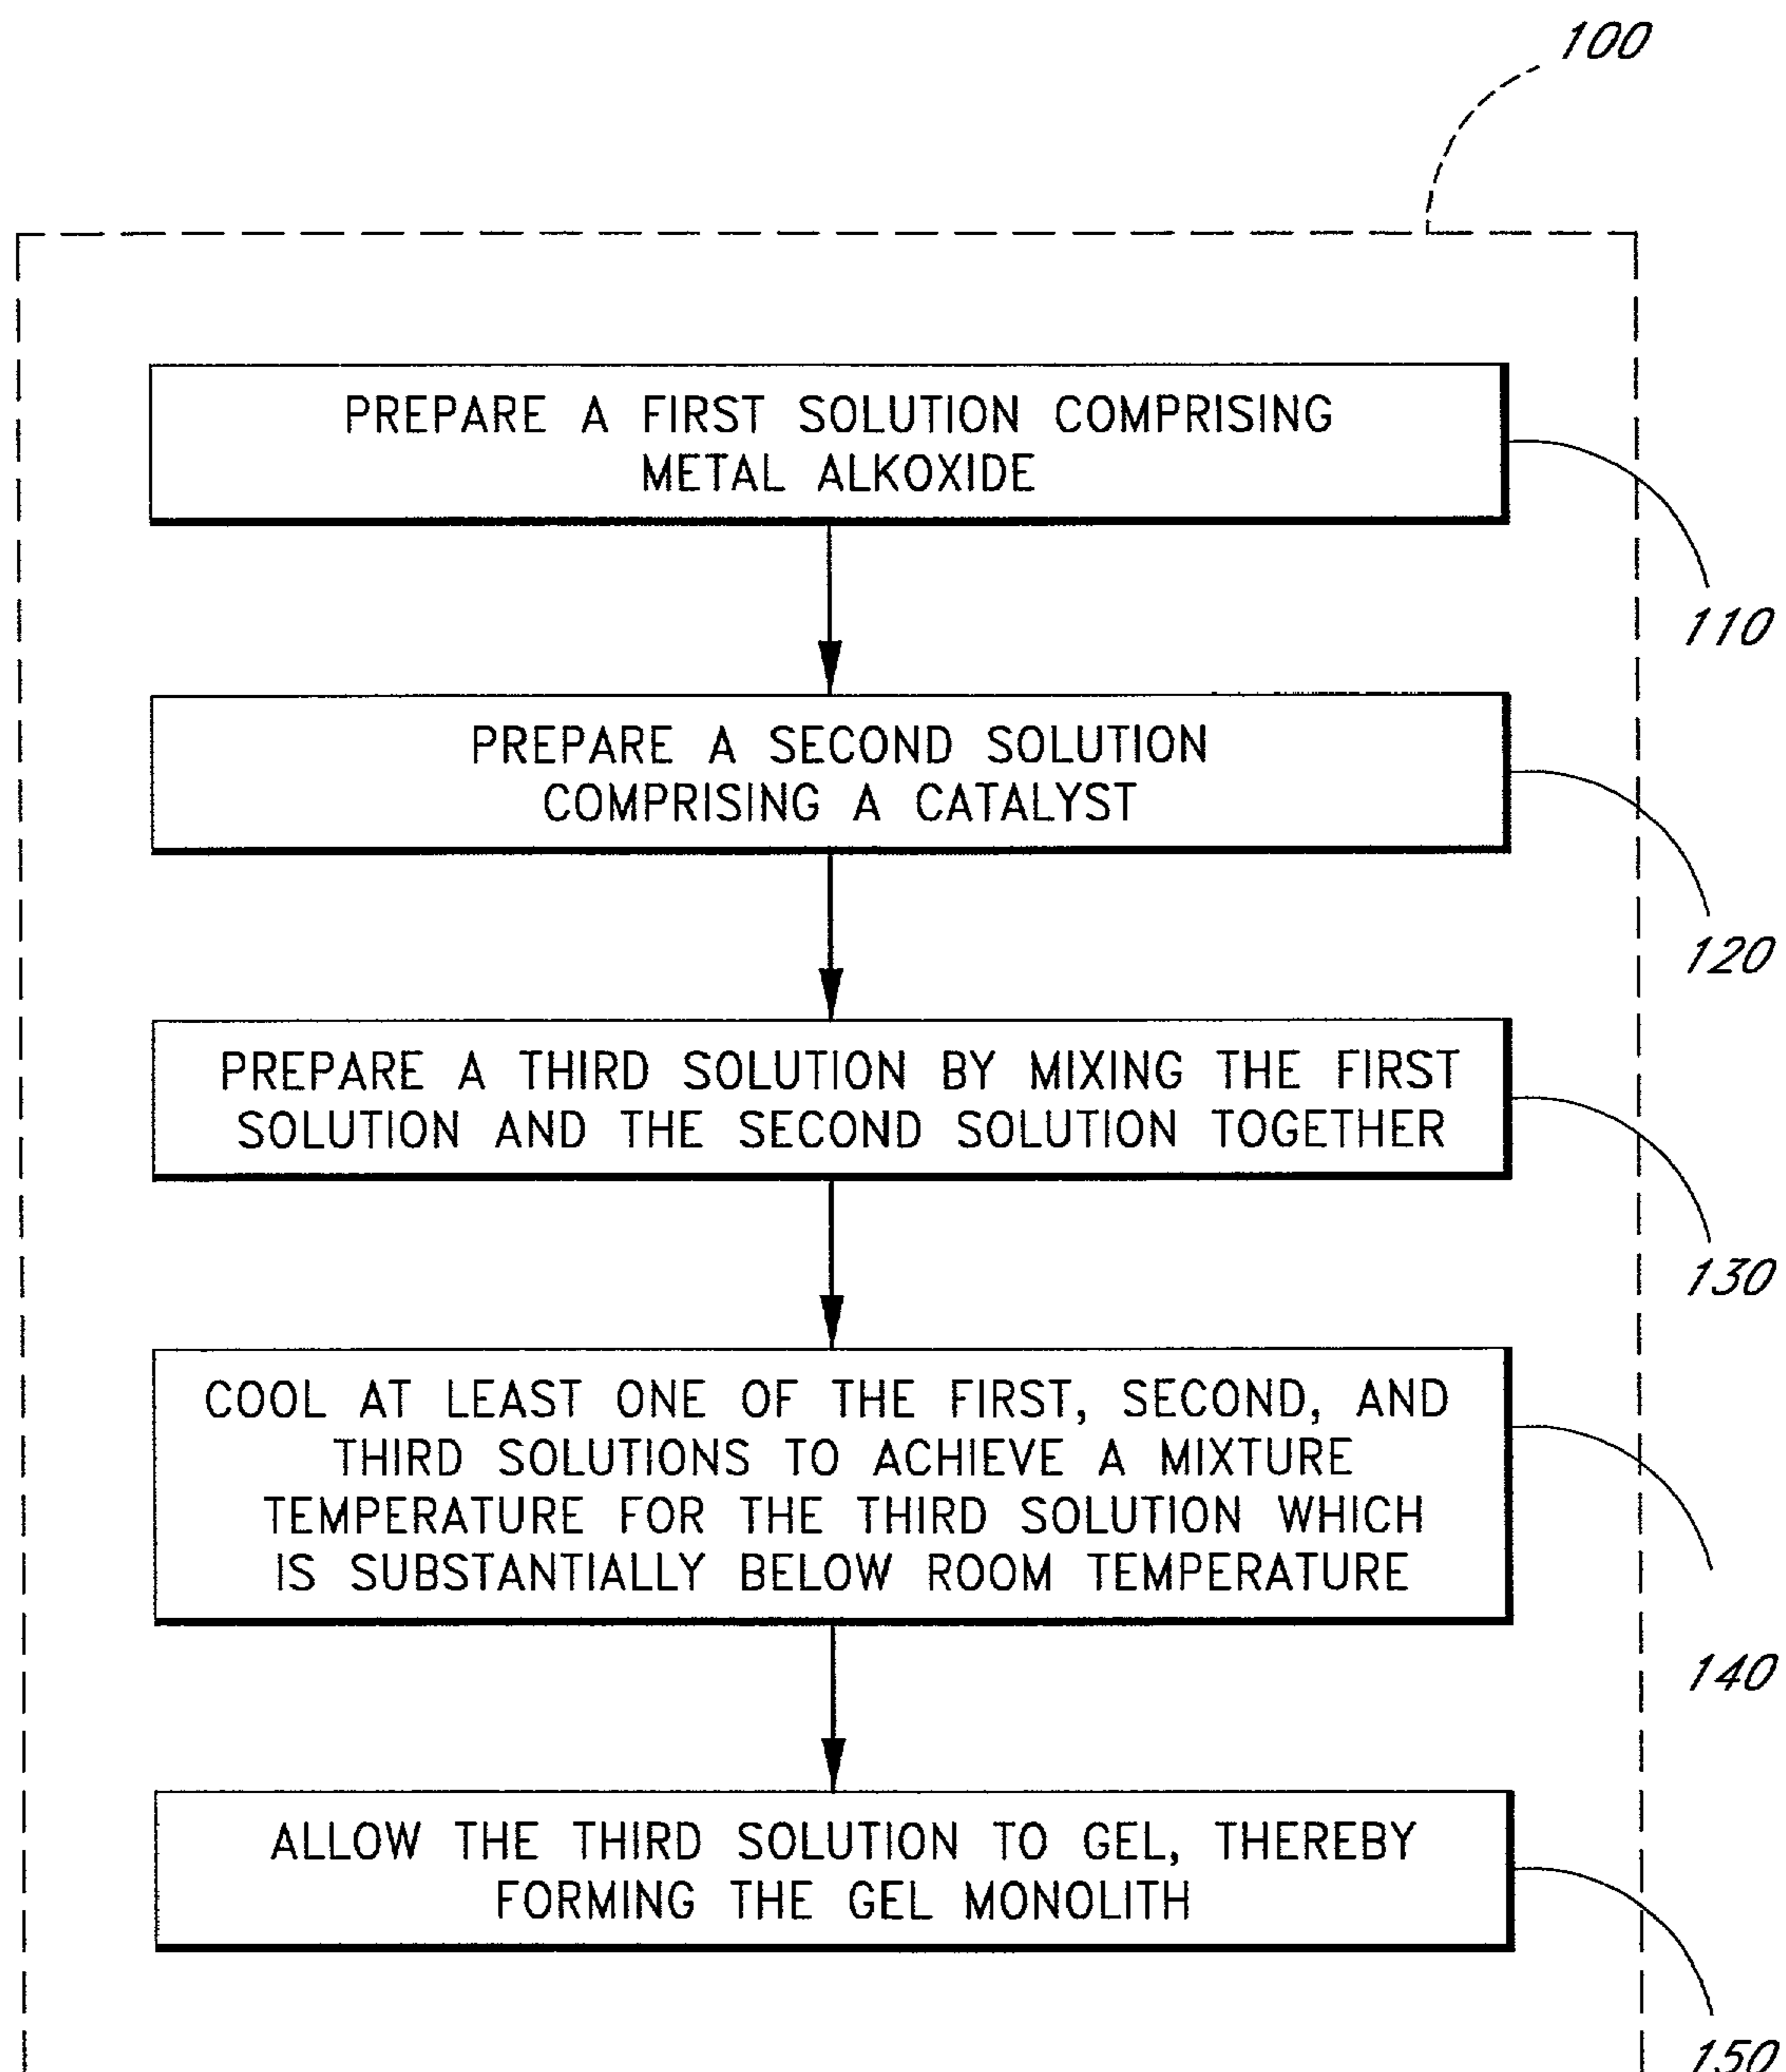 100
PREPARE A FIRST SOLUTION COMPRISING
METAL ALKOXIDE
110
PREPARE A SECOND SOLUTION
COMPRISING A CATALYST
120
PREPARE A THIRD SOLUTION BY MIXING THE FIRST
SOLUTION AND THE SECOND SOLUTION TOGETHER
130
COOL AT LEAST ONE OF THE FIRST, SECOND, AND
THIRD SOLUTIONS TO ACHIEVE A MIXTURE
TEMPERATURE FOR THE THIRD SOLUTION WHICH
IS SUBSTANTIALLY BELOW ROOM TEMPERATURE
140
ALLOW THE THIRD SOLUTION TO GEL, THEREBY
FORMING THE GEL MONOLITH
150